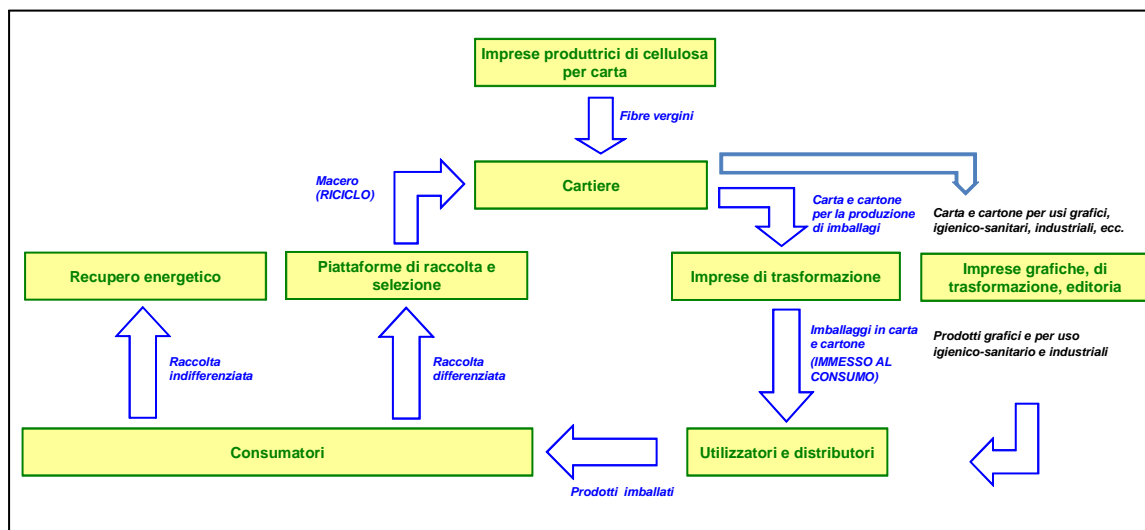 Imprese produttrici di cellulosa
per carta
Fibre vergini
Macero
(RICICLO)
Cartiere
Carta e cartone
per la produzione
di imballagi
Carta e cartone per usi grafici,
igienico-sanitari, industriali, ecc.
Recupero energetico
Piattaforme di raccolta e
selezione
Imprese di trasformazione
Imprese grafiche, di
trasformazione, editoria
Raccolta
indifferenziata
Raccolta
differenziata
Imballaggi in carta
e cartone
(IMMESSO AL
CONSUMO)
Prodotti grafici e per uso
igienico-sanitario e industriali
Consumatori
Utilizzatori e distributori
Prodotti imballati